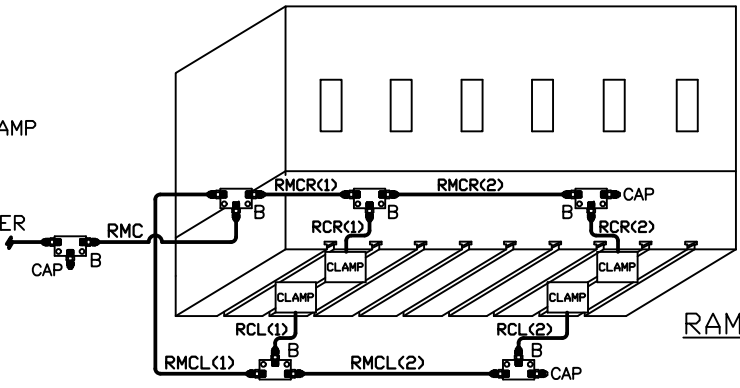 AMP
RMCR(1) RMCR(2)
CAP
B B B
ER
RMC
RCR(1) RCR(2)
CAP B
CLAMP CLAMP
CLAMP CLAMP
RCL(1) RCL(2)
RAM
B B
RMCL(1) RMCL(2)
CAP